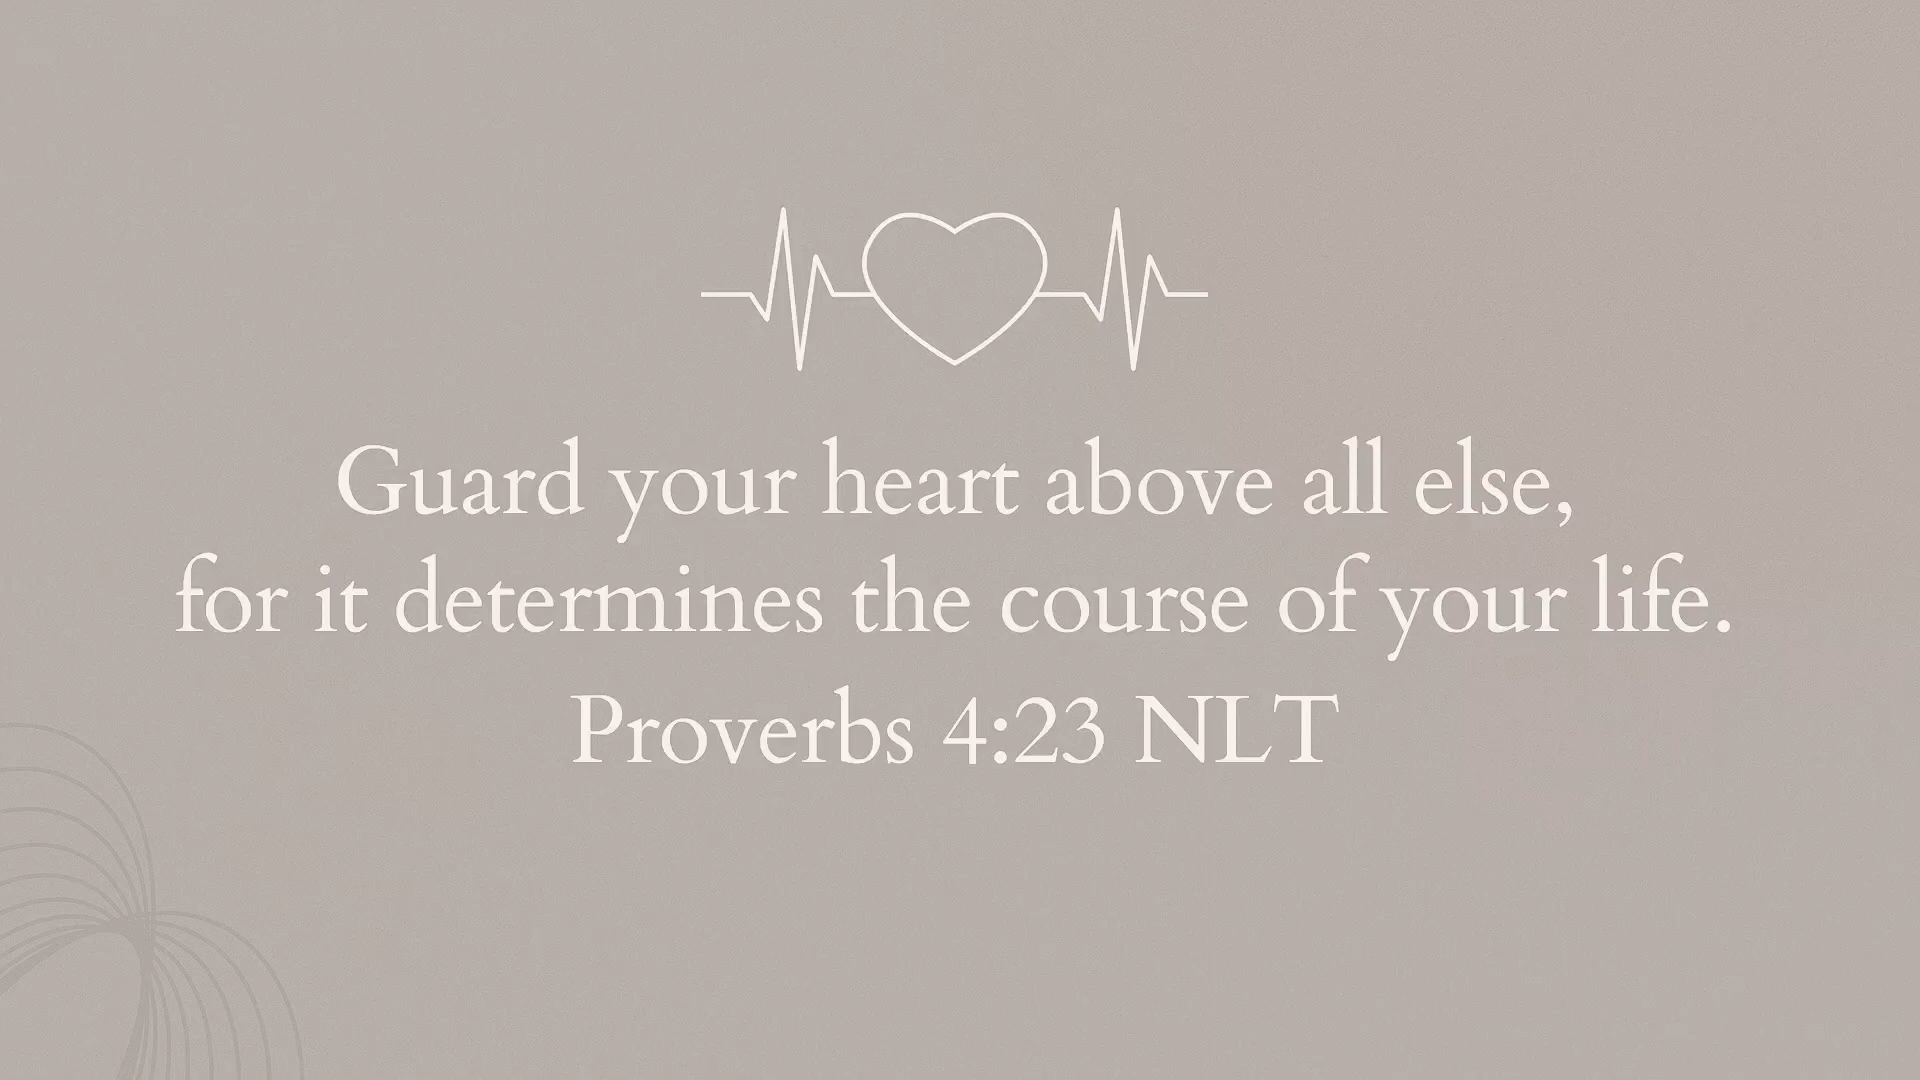 Guard your heart above all else,
for it determines the course of your life.
Proverbs 4:23 NLT